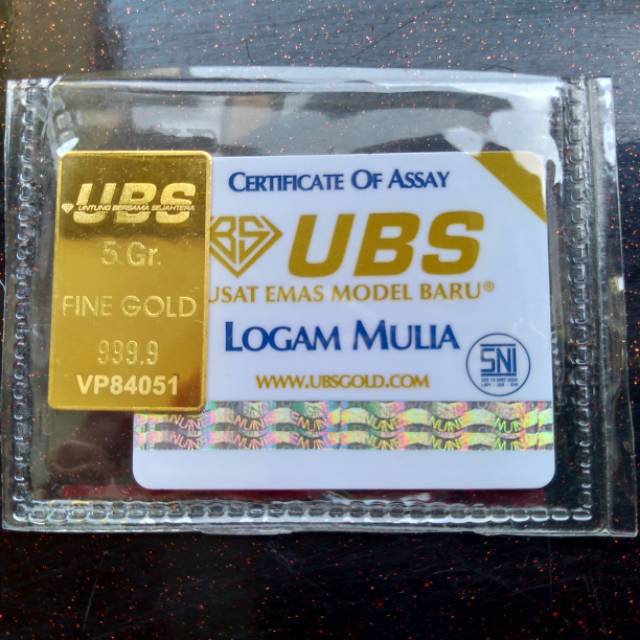 UBS
UNTUNG BERSAMA SEJAHTERA
5 Gr.
FINE GOLD
999.9
VP84051
CERTIFICATE OF ASSAY
UBS
USAT EMAS MODEL BARU®
LOGAM MULIA
SNI
WWW.UBSGOLD.COM